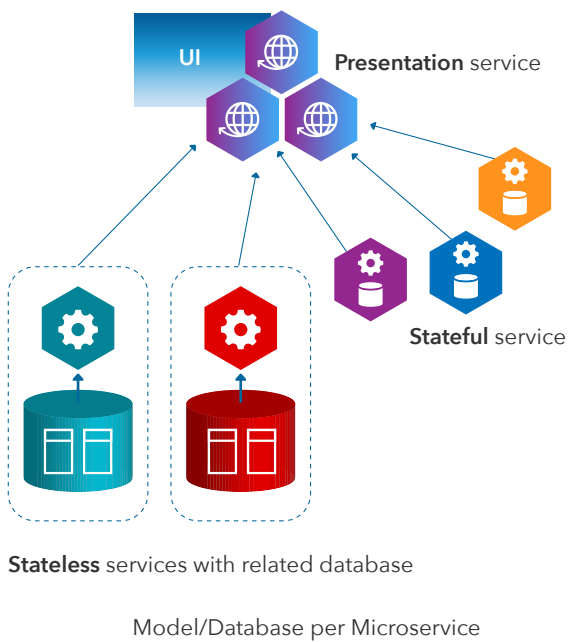 UI
Presentation service
Stateful service
Stateless services with related database
Model/Database per Microservice